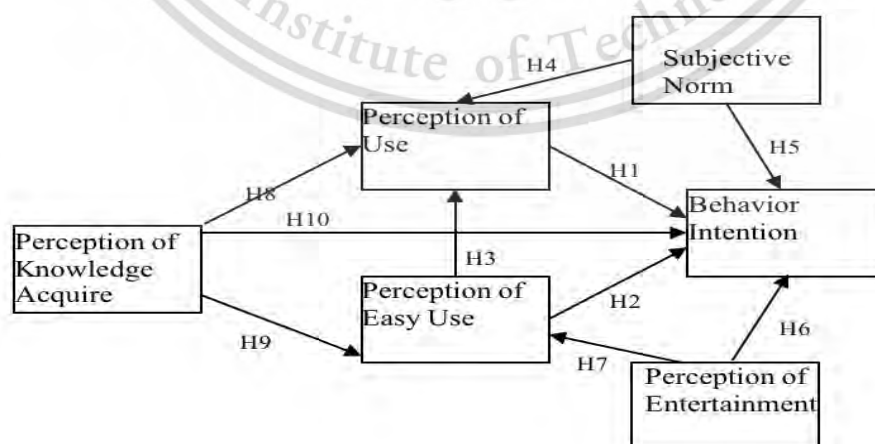 Institute of Techn
Subjective
Norm
H4
Perception of
Use
H5
H1
H8
H10
Behavior
Intention
Perception of
Knowledge
Acquire
H3
Perception of
Easy Use
H2
H9
H7
H6
Perception of
Entertainment